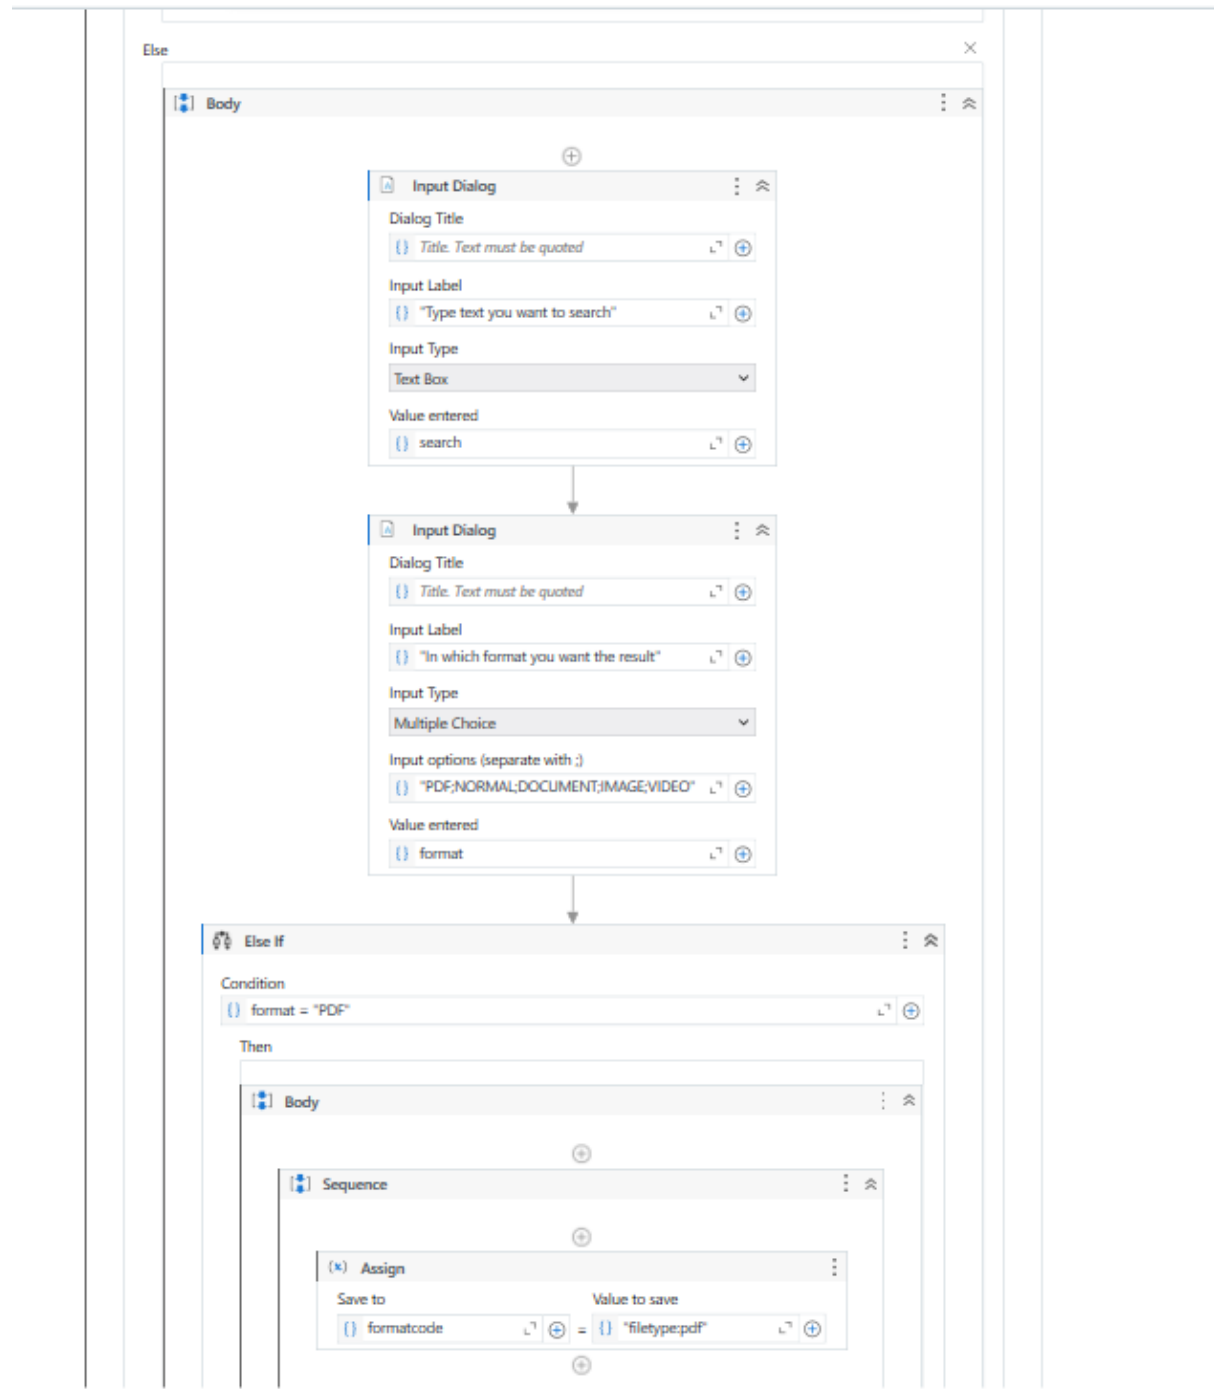 Else
Body
Input Dialog
Dialog Title
Title. Text must be quoted
Input Label
"Type text you want to search"
Input Type
Text Box
Value entered
search
Input Dialog
Dialog Title
Title. Text must be quoted
Input Label
"In which format you want the result"
Input Type
Multiple Choice
Input options (separate with ;)
"PDF;NORMAL;DOCUMENT;IMAGE;VIDEO"
Value entered
format
Else If
Condition
format = "PDF"
Then
Body
Sequence
(x) Assign
Save to Value to save
formatcode = "filetype:pdf"